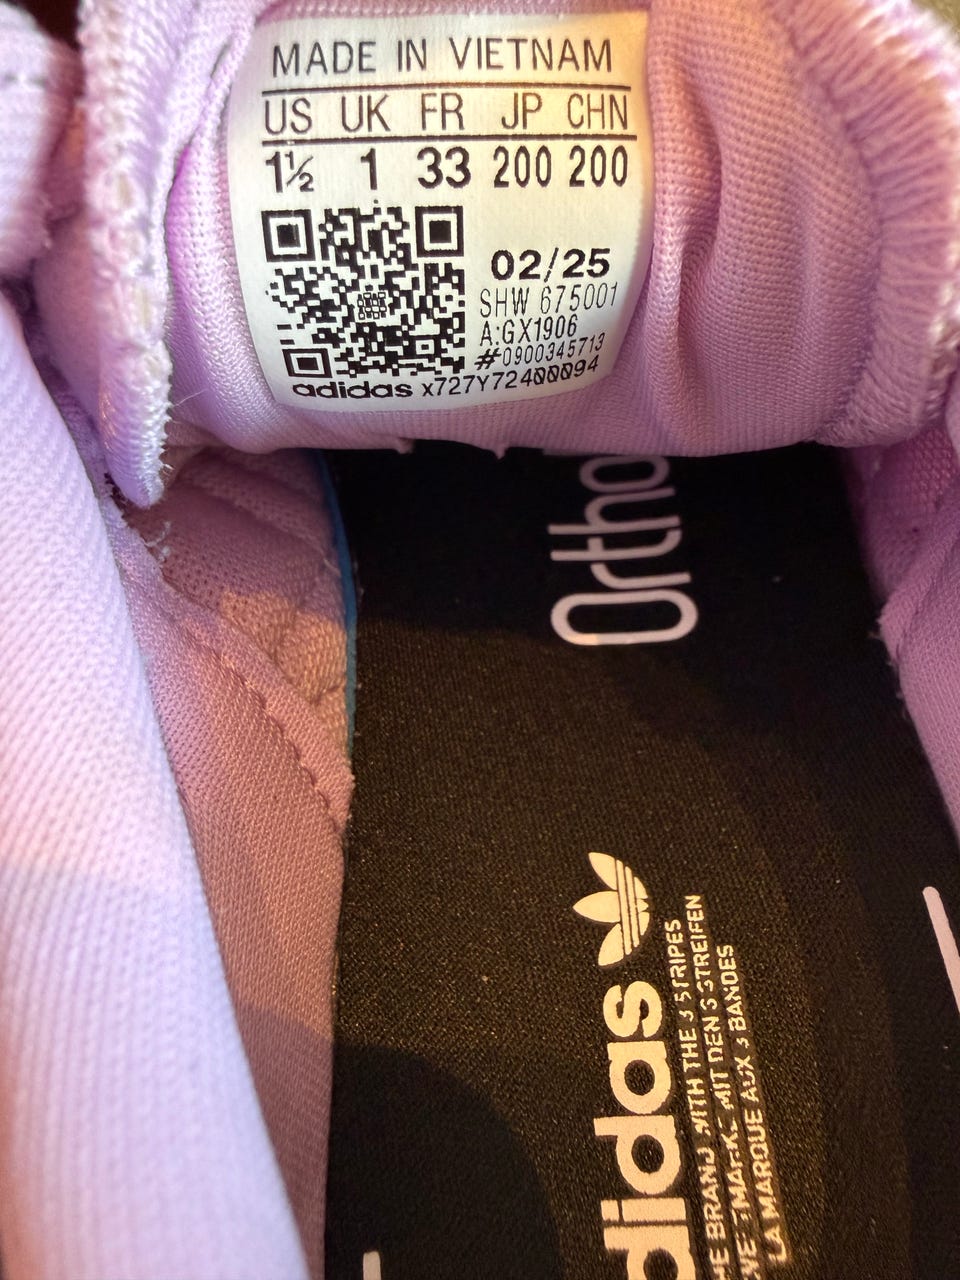 MADE IN VIETNAM
US UK FR JP CHN
1½ 1 33 200 200
02/25
SHW 675001
A:GX1906
#0900345713
adidas x727Y72400094
Ortho
adidas
THE BRAND WITH THE 3 STRIPES
MIT DEN 3 STREIFEN
LA MARQUE AUX 3 BANDES